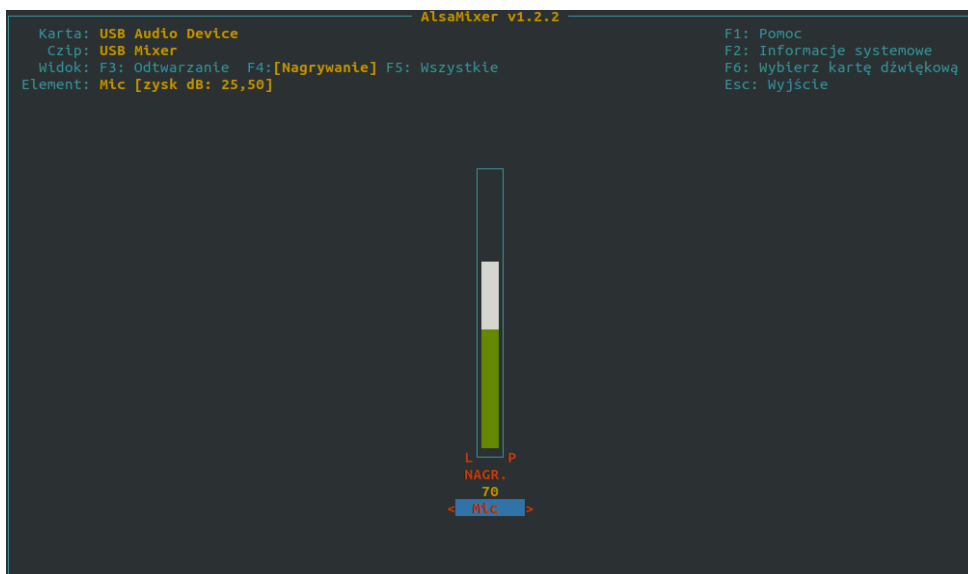 AlsaMixer v1.2.2
Karta: USB Audio Device F1: Pomoc
Czip: USB Mixer F2: Informacje systemowe
Widok: F3: Odtwarzanie F4:[Nagrywanie] F5: Wszystkie F6: Wybierz kartę dźwiękową
Element: Mic [zysk dB: 25,50] Esc: Wyjście
L P
NAGR.
70
< Mic >